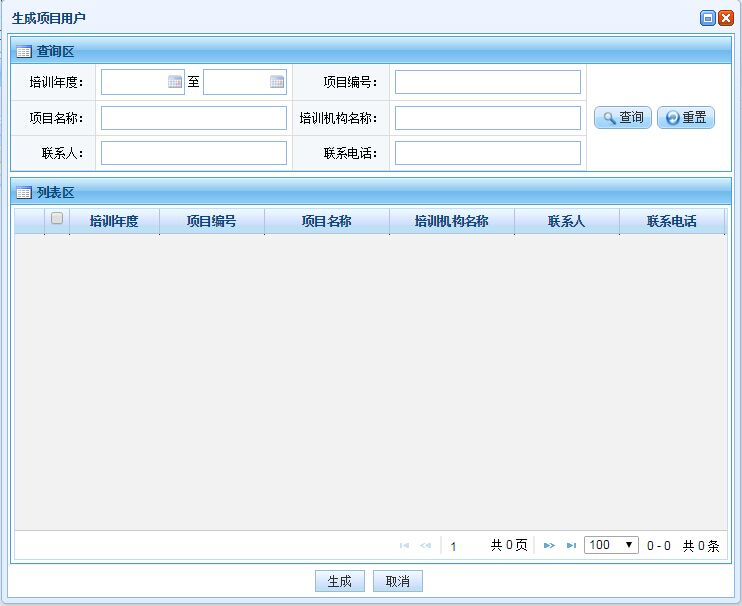 生成项目用户
查询区
培训年度： 至 项目编号：
项目名称： 培训机构名称： 查询 重置
联系人： 联系电话：
列表区
培训年度 项目编号 项目名称 培训机构名称 联系人 联系电话
1 共 0 页 100 0 - 0 共 0 条
生成 取消